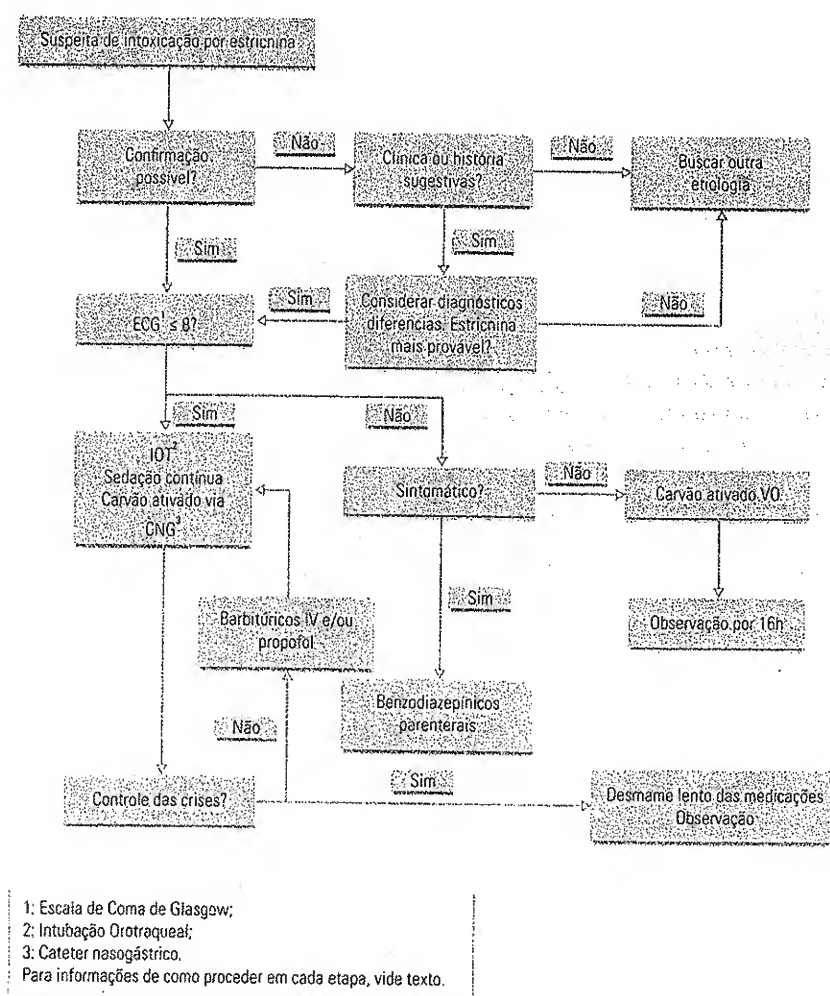 Suspeita de intoxicação por estricnina
Confirmação
possível?
Não
Clínica ou história
sugestivas?
Não
Buscar outra
etiologia
Sim
Sim
ECG¹ ≤ 8?
Sim
Considerar diagnósticos
diferencias. Estricnina
mais provável?
Não
Sim
Não
IOT²
Sedação contínua
Carvão ativado via
CNG³
Sintomático?
Não
Carvão ativado VO
Sim
Barbitúricos IV e/ou
propofol
Observação por 16h
Benzodiazepínicos
parenterais
Não
Controle das crises?
Sim
Desmame lento das medicações
Observação
1: Escala de Coma de Glasgow;
2: Intubação Orotraqueal;
3: Cateter nasogástrico.
Para informações de como proceder em cada etapa, vide texto.